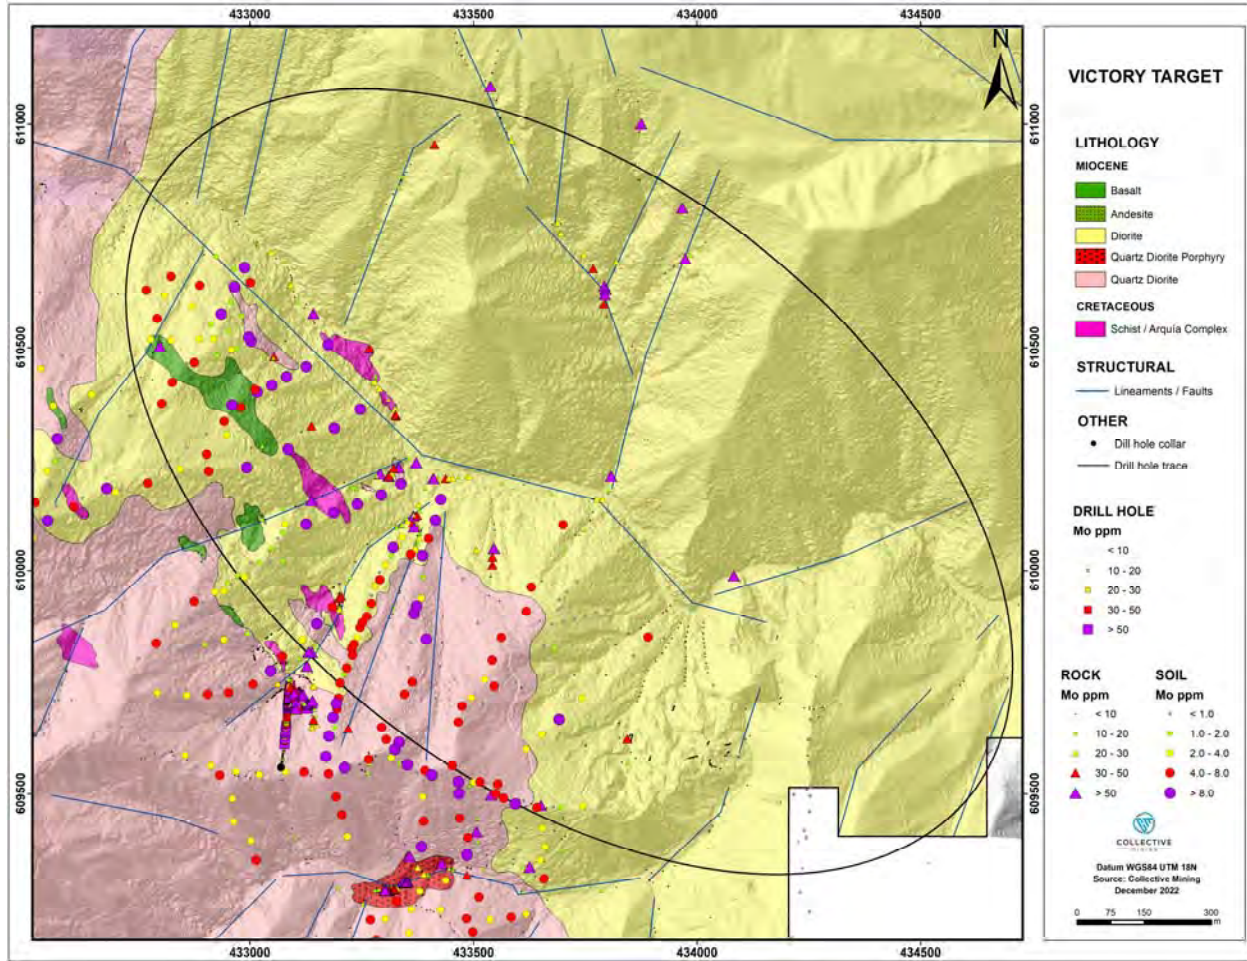 433000 433500 434000 434500
N
611000 611000
610500 610500
610000 610000
609500 609500
433000 433500 434000 434500
VICTORY TARGET
LITHOLOGY
MIOCENE
Basalt
Andesite
Diorite
Quartz Diorite Porphyry
Quartz Diorite
CRETACEOUS
Schist / Arquía Complex
STRUCTURAL
Lineaments / Faults
OTHER
Dill hole collar
Drill hole trace
DRILL HOLE
Mo ppm
< 10
10 - 20
20 - 30
30 - 50
> 50
ROCK
Mo ppm
< 10
10 - 20
20 - 30
30 - 50
> 50
SOIL
Mo ppm
< 1.0
1.0 - 2.0
2.0 - 4.0
4.0 - 8.0
> 8.0
COLLECTIVE
MINING
Datum WGS84 UTM 18N
Source: Collective Mining
December 2022
0 75 150 300
m